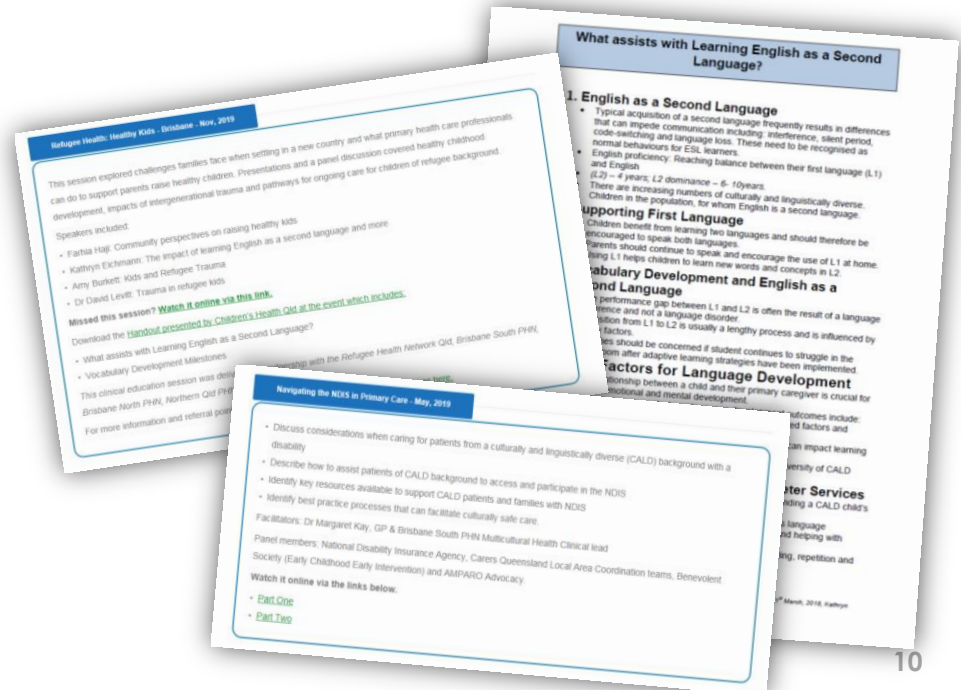 Refugee Health: Healthy Kids - Brisbane - Nov, 2019
This session explored challenges families face when settling in a new country and what primary health care professionals
can do to support parents raise healthy children. Presentations and a panel discussion covered healthy childhood
development, impacts of intergenerational trauma and pathways for ongoing care for children of refugee background.
Speakers included:
• Farhia Haji: Community perspectives on raising healthy kids
• Kathryn Eichmann: The impact of learning English as a second language and more
• Amy Burkett: Kids and Refugee Trauma
• Dr David Levitt: Trauma in refugee kids
Missed this session? Watch it online via this link.
Download the Handout presented by Children's Health Qld at the event which includes:
• What assists with Learning English as a Second Language?
• Vocabulary Development Milestones
This clinical education session was with the Refugee Health Network Qld, Brisbane South PHN,
Brisbane North PHN, Northern Qld
For more information and referral
What assists with Learning English as a Second
Language?
1. English as a Second Language
• Typical acquisition of a second language frequently results in differences
that can impede communication including: interference, silent period,
code-switching and language loss. These need to be recognised as
normal behaviours for ESL learners.
• English proficiency: Reaching balance between their first language (L1)
and English
(L2) – 4 years; L2 dominance – 6- 10years.
There are increasing numbers of culturally and linguistically diverse.
Children in the population, for whom English is a second language.
upporting First Language
Children benefit from learning two languages and should therefore be
encouraged to speak both languages.
Parents should continue to speak and encourage the use of L1 at home.
Using L1 helps children to learn new words and concepts in L2.
abulary Development and English as a
ond Language
performance gap between L1 and L2 is often the result of a language
rence and not a language disorder.
sition from L1 to L2 is usually a lengthy process and is influenced by
factors.
es should be concerned if student continues to struggle in the
oom after adaptive learning strategies have been implemented.
Factors for Language Development
tionship between a child and their primary caregiver is crucial for
emotional and mental development.
outcomes include:
ed factors and
can impact learning
versity of CALD
eter Services
nding a CALD child's
language
nd helping with
ing, repetition and
March, 2018, Kathryn
Navigating the NDIS in Primary Care - May, 2019
• Discuss considerations when caring for patients from a culturally and linguistically diverse (CALD) background with a
disability
• Describe how to assist patients of CALD background to access and participate in the NDIS
• Identify key resources available to support CALD patients and families with NDIS
• Identify best practice processes that can facilitate culturally safe care.
Facilitators: Dr Margaret Kay, GP & Brisbane South PHN Multicultural Health Clinical lead
Panel members: National Disability Insurance Agency, Carers Queensland Local Area Coordination teams, Benevolent
Society (Early Childhood Early Intervention) and AMPARO Advocacy.
Watch it online via the links below.
• Part One
• Part Two
10